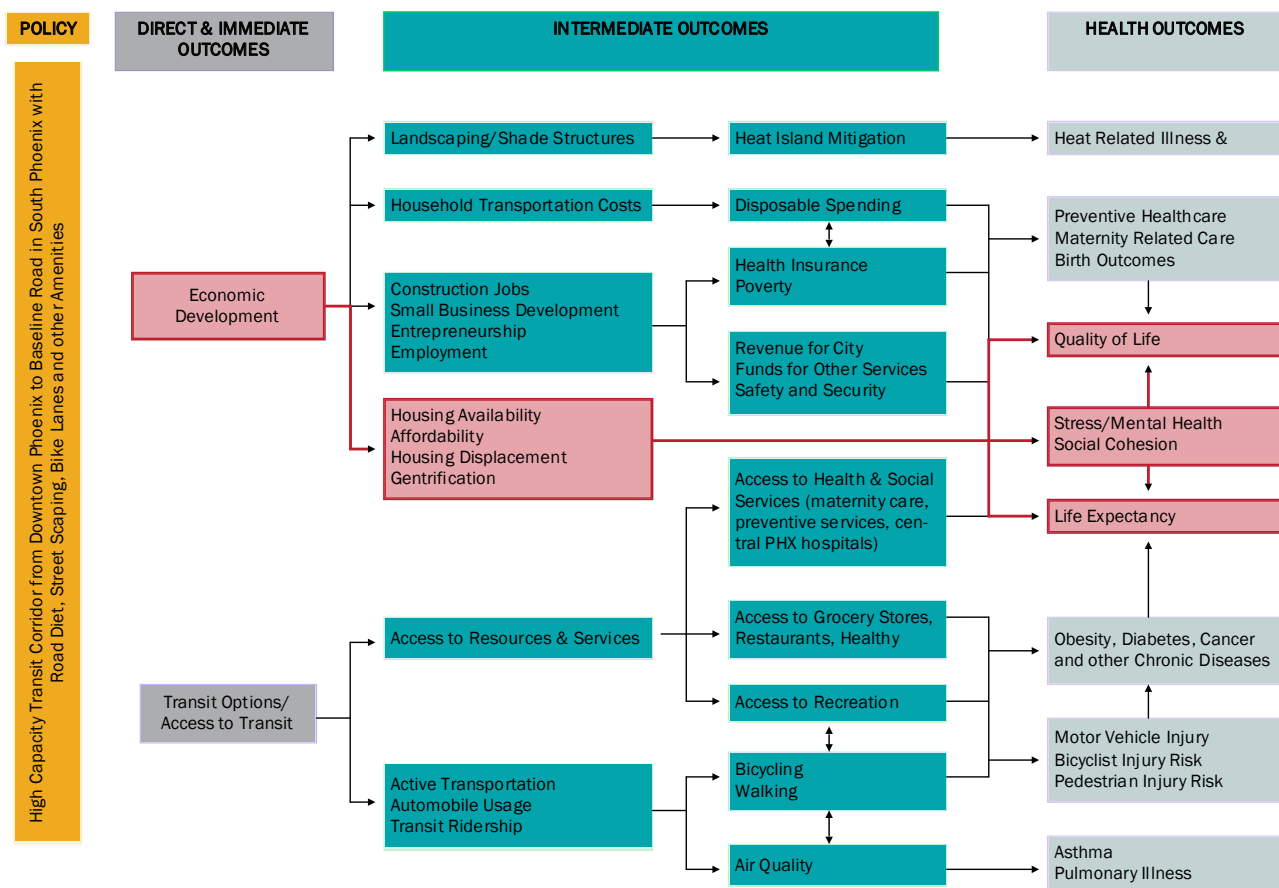 POLICY
High Capacity Transit Corridor from Downtown Phoenix to Baseline Road in South Phoenix with
Road Diet, Street Scaping, Bike Lanes and other Amenities
DIRECT & IMMEDIATE
OUTCOMES
Economic
Development
Transit Options/
Access to Transit
INTERMEDIATE OUTCOMES
Landscaping/Shade Structures
Household Transportation Costs
Construction Jobs
Small Business Development
Entrepreneurship
Employment
Housing Availability
Affordability
Housing Displacement
Gentrification
Access to Resources & Services
Active Transportation
Automobile Usage
Transit Ridership
Heat Island Mitigation
Disposable Spending
Health Insurance
Poverty
Revenue for City
Funds for Other Services
Safety and Security
Access to Health & Social
Services (maternity care,
preventive services, cen-
tral PHX hospitals)
Access to Grocery Stores,
Restaurants, Healthy
Access to Recreation
Bicycling
Walking
Air Quality
HEALTH OUTCOMES
Heat Related Illness &
Preventive Healthcare
Maternity Related Care
Birth Outcomes
Quality of Life
Stress/Mental Health
Social Cohesion
Life Expectancy
Obesity, Diabetes, Cancer
and other Chronic Diseases
Motor Vehicle Injury
Bicyclist Injury Risk
Pedestrian Injury Risk
Asthma
Pulmonary Illness